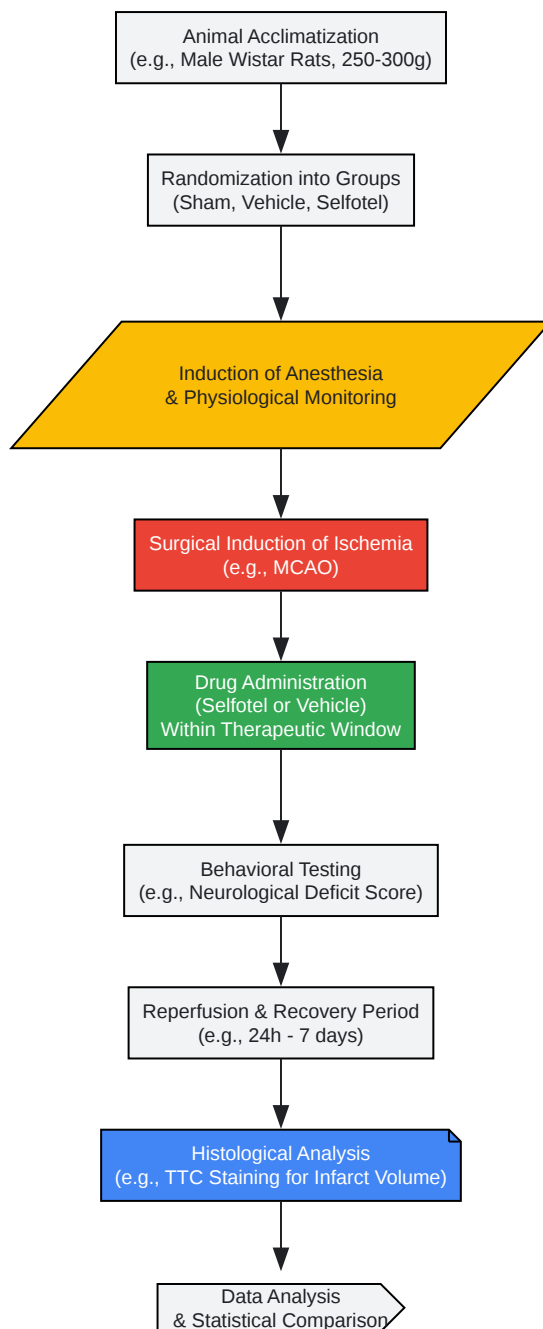 Animal Acclimatization
(e.g., Male Wistar Rats, 250-300g)
Randomization into Groups
(Sham, Vehicle, Selfotel)
Induction of Anesthesia
& Physiological Monitoring
Surgical Induction of Ischemia
(e.g., MCAO)
Drug Administration
(Selfotel or Vehicle)
Within Therapeutic Window
Behavioral Testing
(e.g., Neurological Deficit Score)
Reperfusion & Recovery Period
(e.g., 24h - 7 days)
Histological Analysis
(e.g., TTC Staining for Infarct Volume)
Data Analysis
& Statistical Comparison